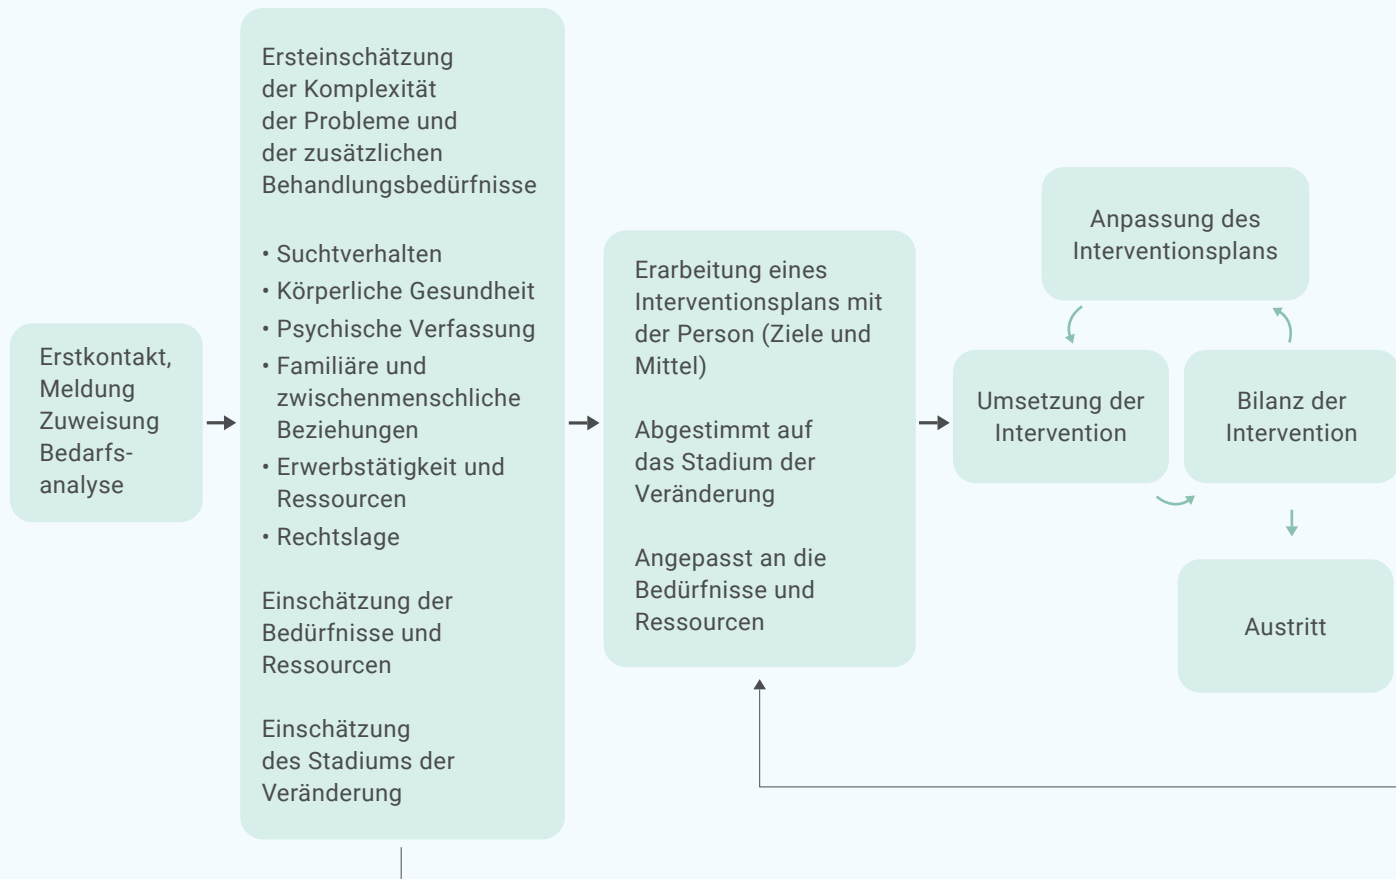 Erstkontakt,
Meldung
Zuweisung
Bedarfs-
analyse
Ersteinschätzung
der Komplexität
der Probleme und
der zusätzlichen
Behandlungsbedürfnisse
• Suchtverhalten
• Körperliche Gesundheit
• Psychische Verfassung
• Familiäre und
zwischenmenschliche
Beziehungen
• Erwerbstätigkeit und
Ressourcen
• Rechtslage
Einschätzung der
Bedürfnisse und
Ressourcen
Einschätzung
des Stadiums der
Veränderung
Erarbeitung eines
Interventionsplans mit
der Person (Ziele und
Mittel)
Abgestimmt auf
das Stadium der
Veränderung
Angepasst an die
Bedürfnisse und
Ressourcen
Anpassung des
Interventionsplans
Umsetzung der
Intervention
Bilanz der
Intervention
Austritt